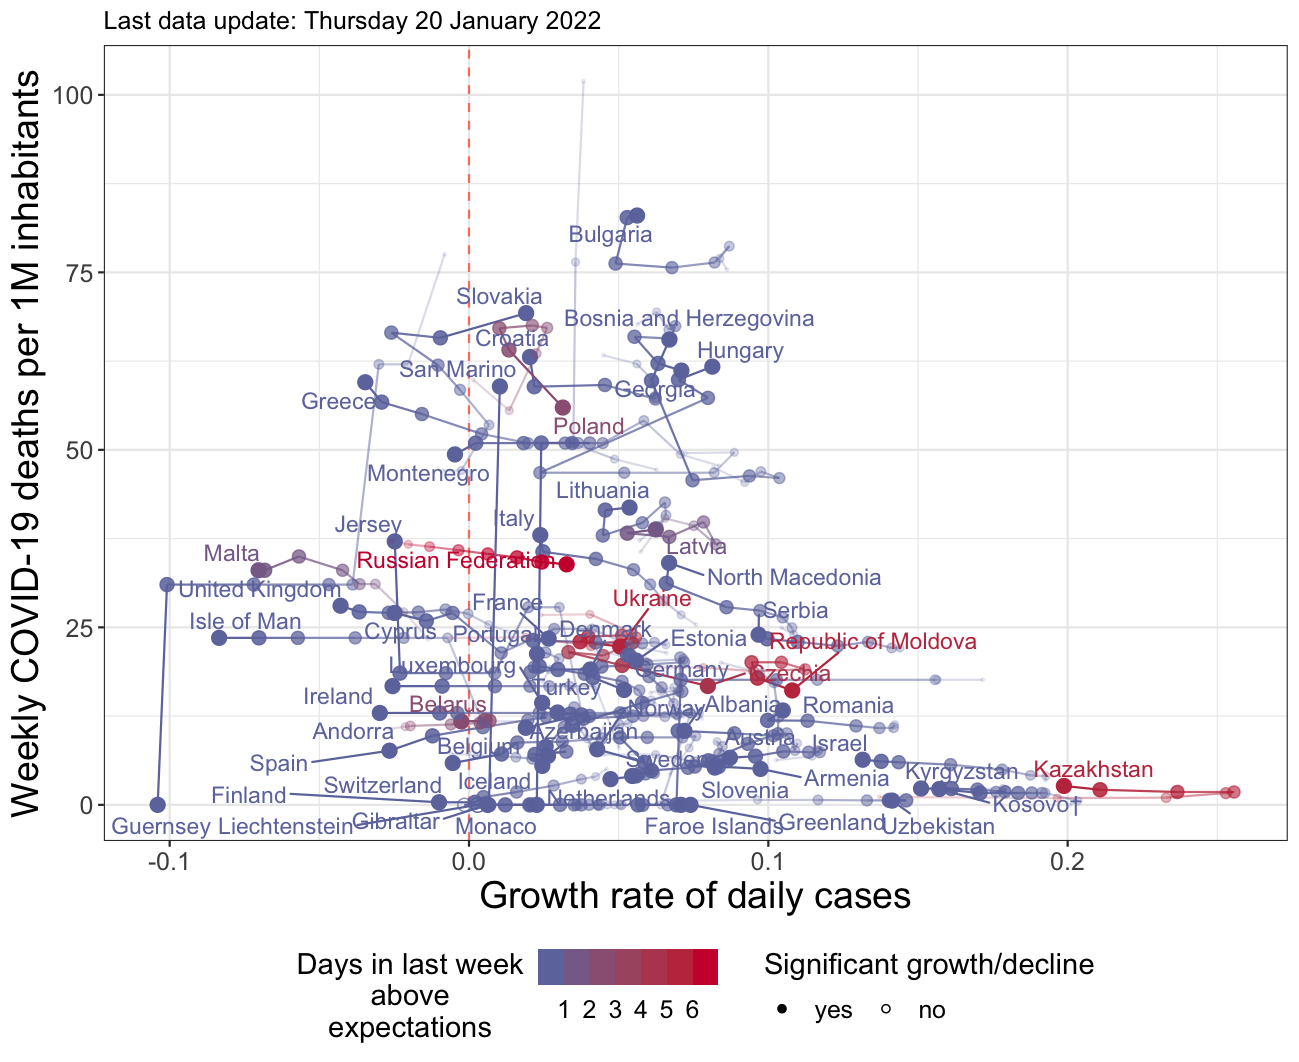 Last data update: Thursday 20 January 2022
Weekly COVID-19 deaths per 1M inhabitants
100
75
50
25
0
Bulgaria
Slovakia
Bosnia and Herzegovina
Croatia
Hungary
San Marino
Georgia
Greece
Poland
Montenegro
Lithuania
Italy
Jersey
Malta
Russian Federation
Latvia
North Macedonia
United Kingdom
Ukraine
France
Serbia
Isle of Man
Cyprus
Portugal
Denmark
Estonia
Republic of Moldova
Luxembourg
Germany
Czechia
Turkey
Ireland
Belarus
Norway
Albania
Romania
Andorra
Azerbaijan
Belgium
Austria
Israel
Spain
Sweden
Kazakhstan
Switzerland
Iceland
Armenia
Kyrgyzstan
Finland
Netherlands
Slovenia
Kosovo†
Guernsey
Liechtenstein
Gibraltar
Monaco
Faroe Islands
Greenland
Uzbekistan
-0.1
0.0
0.1
0.2
Growth rate of daily cases
Days in last week
above
expectations
1 2 3 4 5 6
Significant growth/decline
yes
no